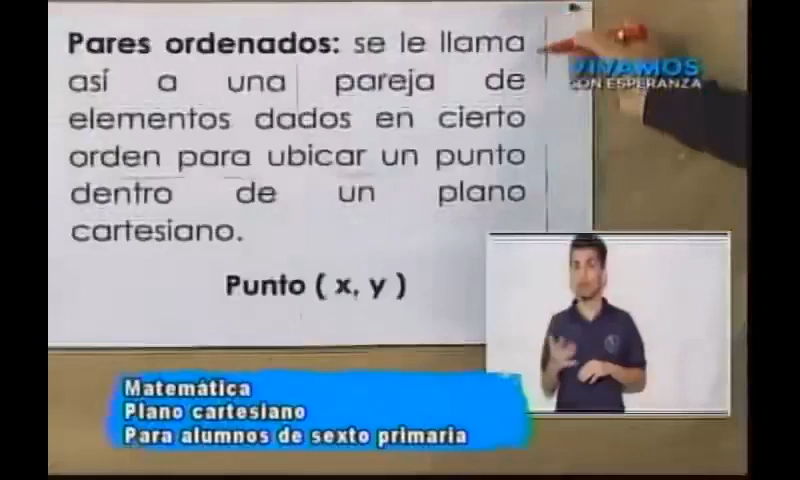 Pares ordenados: se le llama
así a una pareja de
elementos dados en cierto
orden para ubicar un punto
dentro de un plano
cartesiano.
Punto ( x, y )
VIVAMOS
CON ESPERANZA
Matemática
Plano cartesiano
Para alumnos de sexto primaria